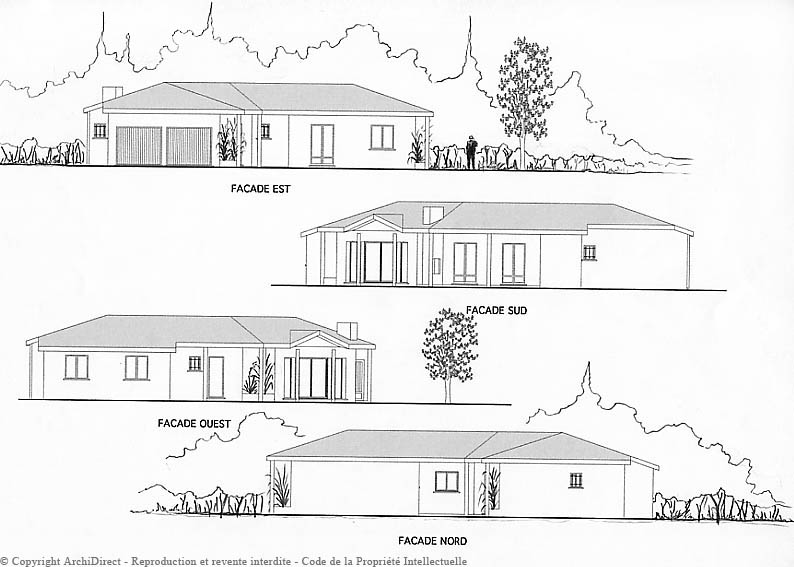 FACADE EST
FACADE SUD
FACADE OUEST
FACADE NORD
© Copyright ArchiDirect - Reproduction et revente interdite - Code de la Propriété Intellectuelle